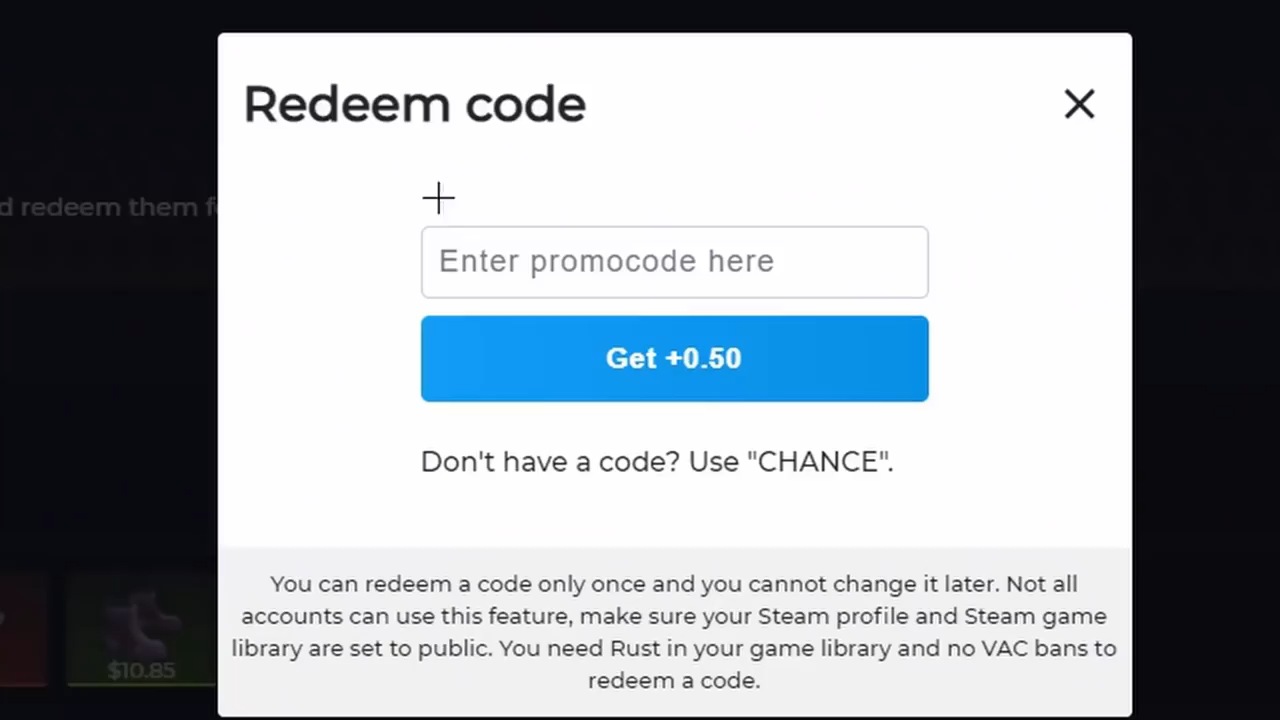 Redeem code
d redeem them f
Enter promocode here
Get +0.50
Don't have a code? Use "CHANCE".
You can redeem a code only once and you cannot change it later. Not all
accounts can use this feature, make sure your Steam profile and Steam game
library are set to public. You need Rust in your game library and no VAC bans to
redeem a code.
$10.85